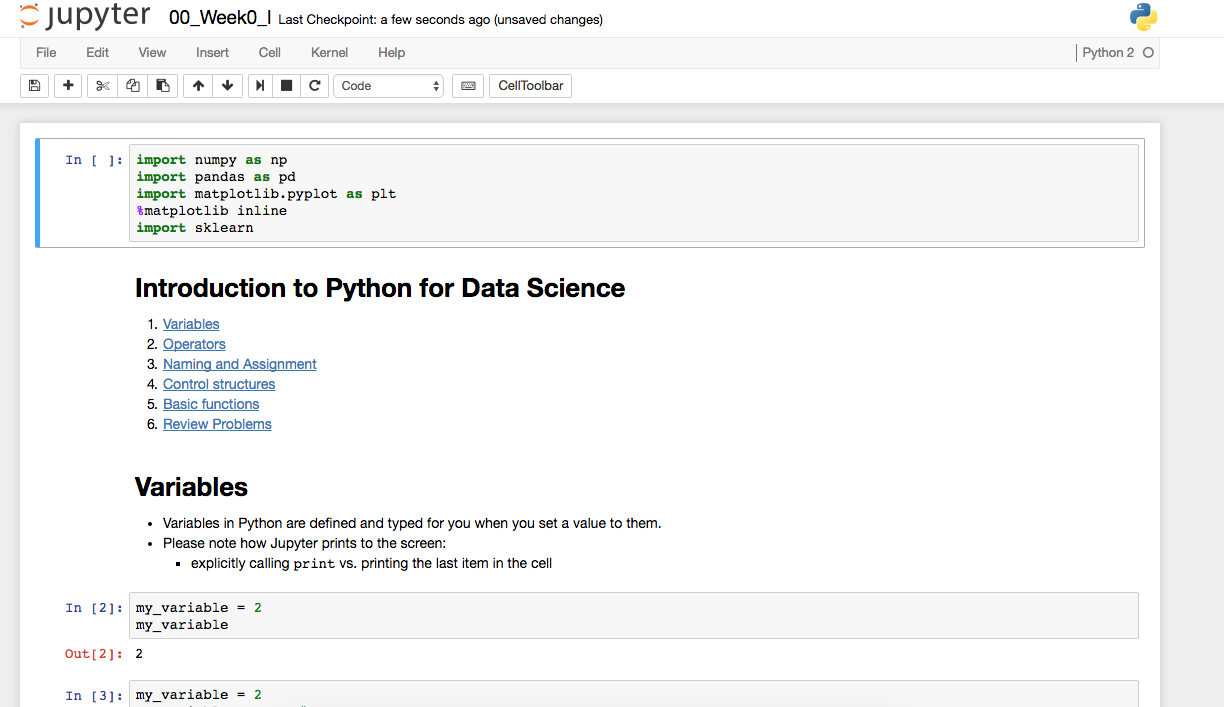 jupyter 00_Week0_I Last Checkpoint: a few seconds ago (unsaved changes)
File Edit View Insert Cell Kernel Help Python 2
Code CellToolbar
In [ ]: import numpy as np
import pandas as pd
import matplotlib.pyplot as plt
%matplotlib inline
import sklearn
Introduction to Python for Data Science
1. Variables
2. Operators
3. Naming and Assignment
4. Control structures
5. Basic functions
6. Review Problems
Variables
• Variables in Python are defined and typed for you when you set a value to them.
• Please note how Jupyter prints to the screen:
▪ explicitly calling print vs. printing the last item in the cell
In [2]: my_variable = 2
my_variable
Out[2]: 2
In [3]: my_variable = 2